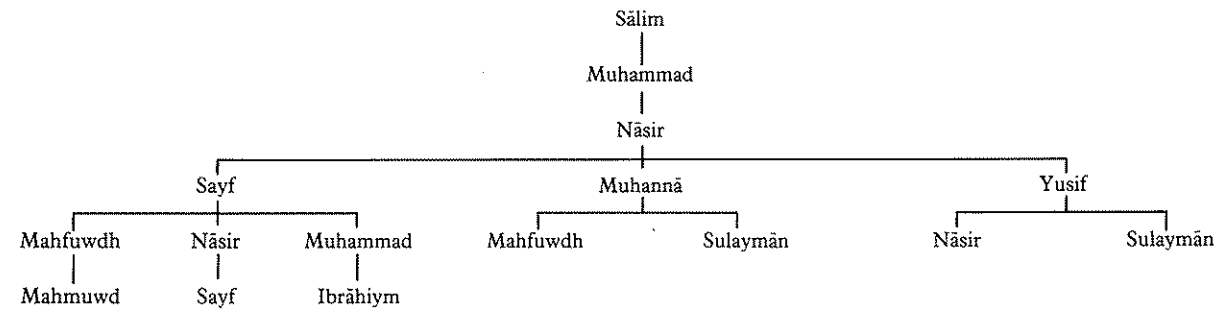 Sālim
Muhammad
Nāsir
Sayf Muhannā Yusif
Mahfuwdh Nāsir Muhammad Mahfuwdh Sulaymān Nāsir Sulaymān
Mahmuwd Sayf Ibrāhiym